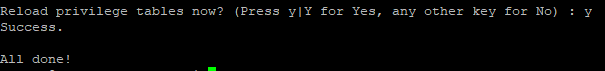 Reload privilege tables now? (Press y|Y for Yes, any other key for No) : y
Success.
All done!